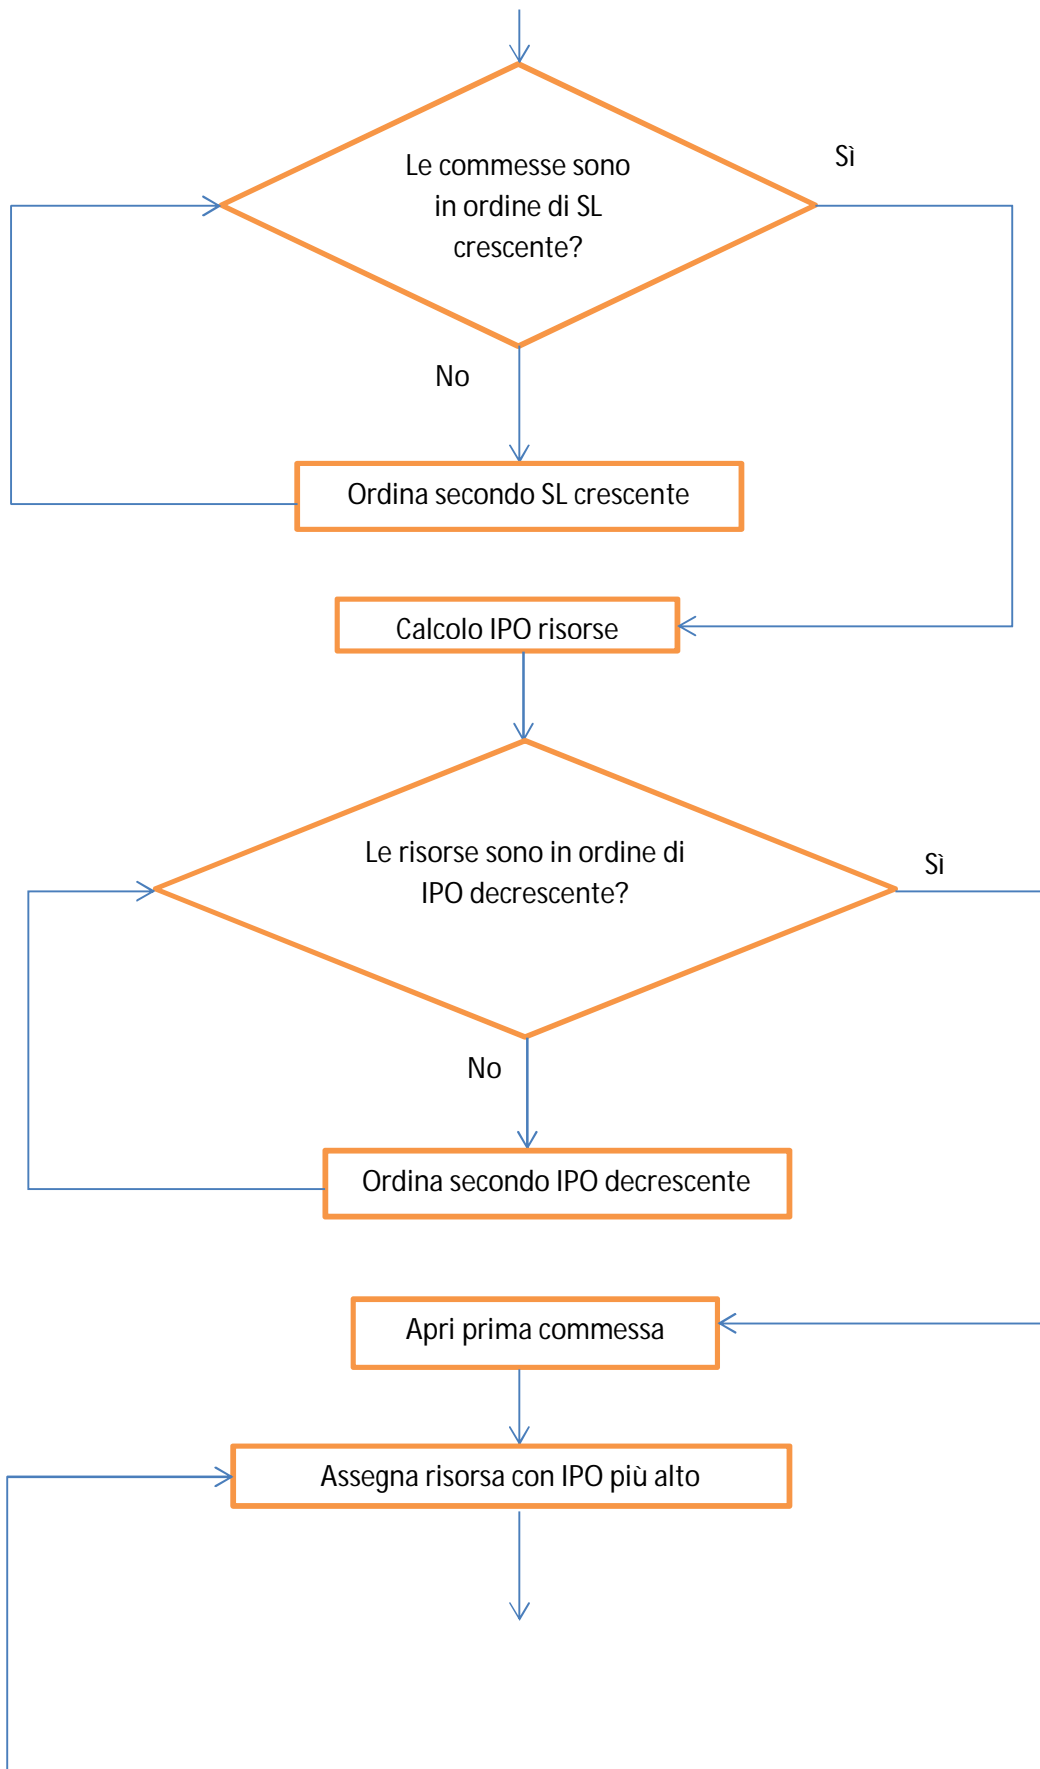 Sì
Le commesse sono
in ordine di SL
crescente?
No
Ordina secondo SL crescente
Calcolo IPO risorse
Le risorse sono in ordine di
IPO decrescente?
Sì
No
Ordina secondo IPO decrescente
Apri prima commessa
Assegna risorsa con IPO più alto